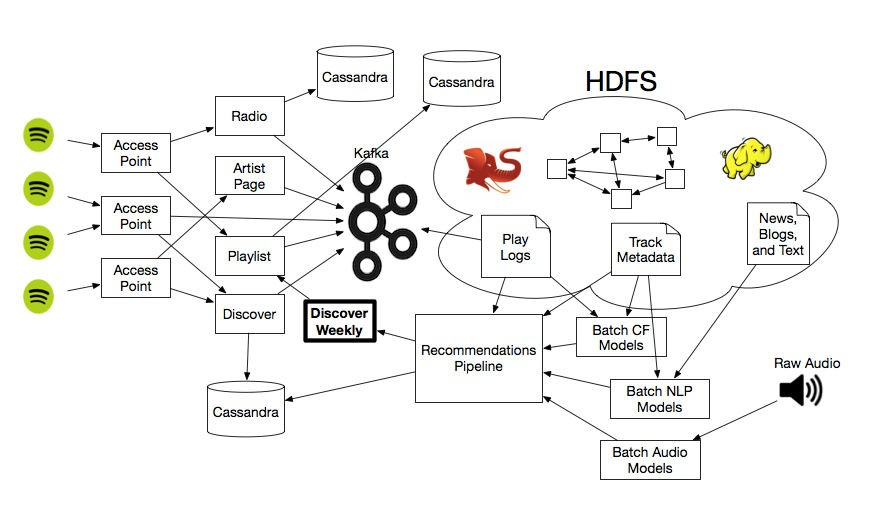 HDFS
Cassandra
Cassandra
Radio
Access
Point
Kafka
Artist
Page
Access
Point
Playlist
Access
Point
Play
Logs
Track
Metadata
News,
Blogs,
and Text
Discover
Discover
Weekly
Recommendations
Pipeline
Batch CF
Models
Raw Audio
Batch NLP
Models
Cassandra
Batch Audio
Models